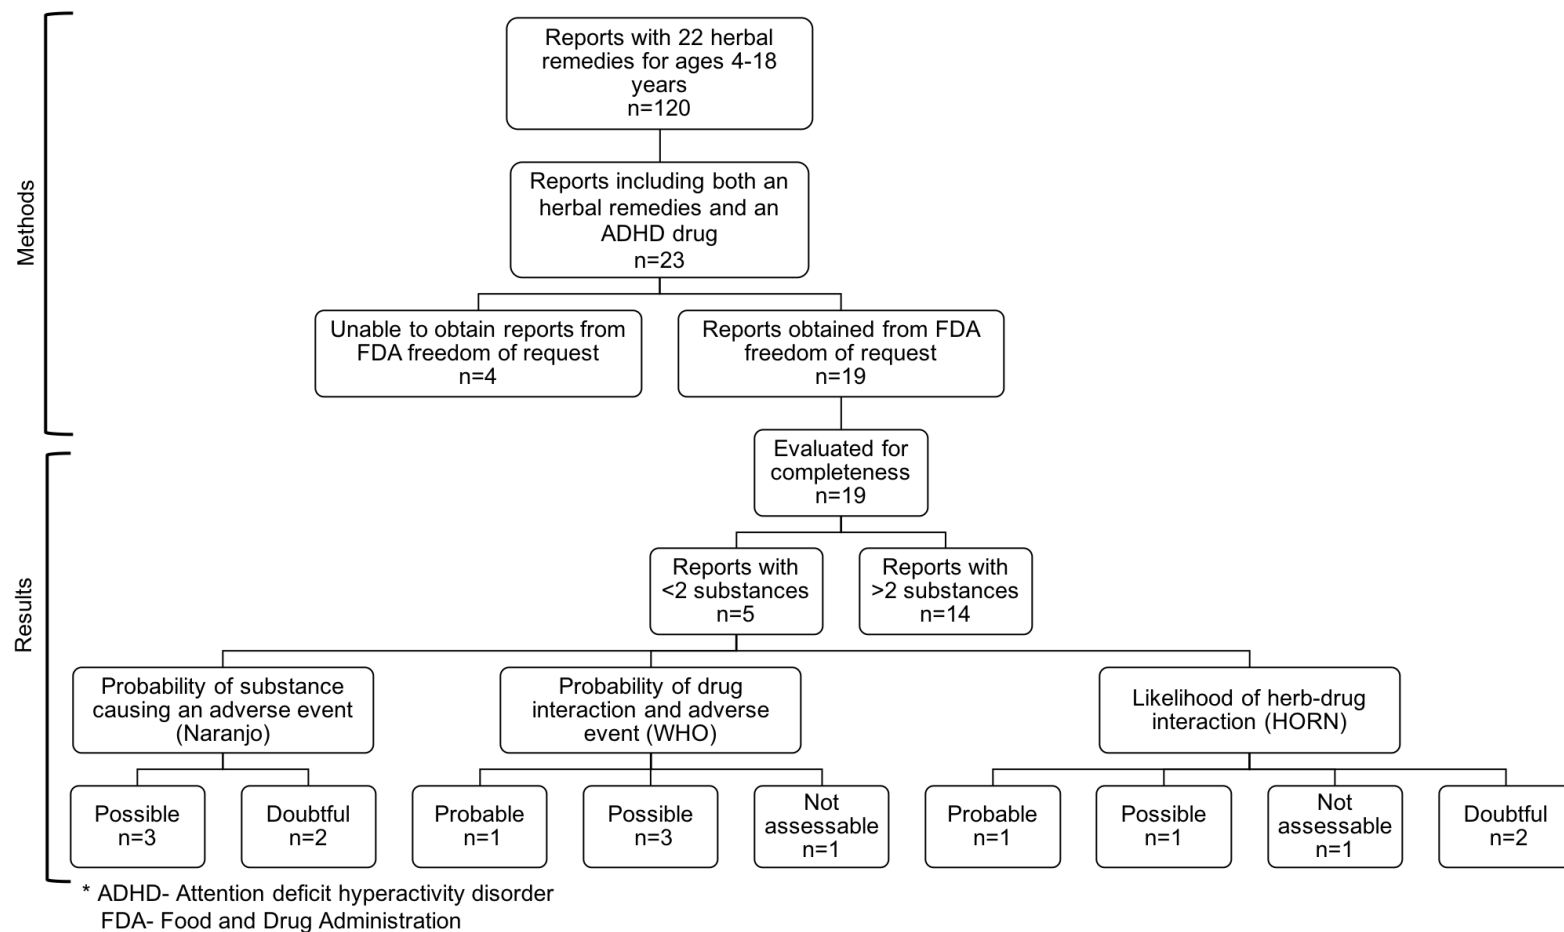 Methods
Reports with 22 herbal
remedies for ages 4-18
years
n=120
Reports including both an
herbal remedies and an
ADHD drug
n=23
Unable to obtain reports from
FDA freedom of request
n=4
Reports obtained from FDA
freedom of request
n=19
Results
Evaluated for
completeness
n=19
Reports with
<2 substances
n=5
Reports with
>2 substances
n=14
Probability of substance
causing an adverse event
(Naranjo)
Probability of drug
interaction and adverse
event (WHO)
Likelihood of herb-drug
interaction (HORN)
Possible
n=3
Doubtful
n=2
Probable
n=1
Possible
n=3
Not
assessable
n=1
Probable
n=1
Possible
n=1
Not
assessable
n=1
Doubtful
n=2
* ADHD- Attention deficit hyperactivity disorder
FDA- Food and Drug Administration